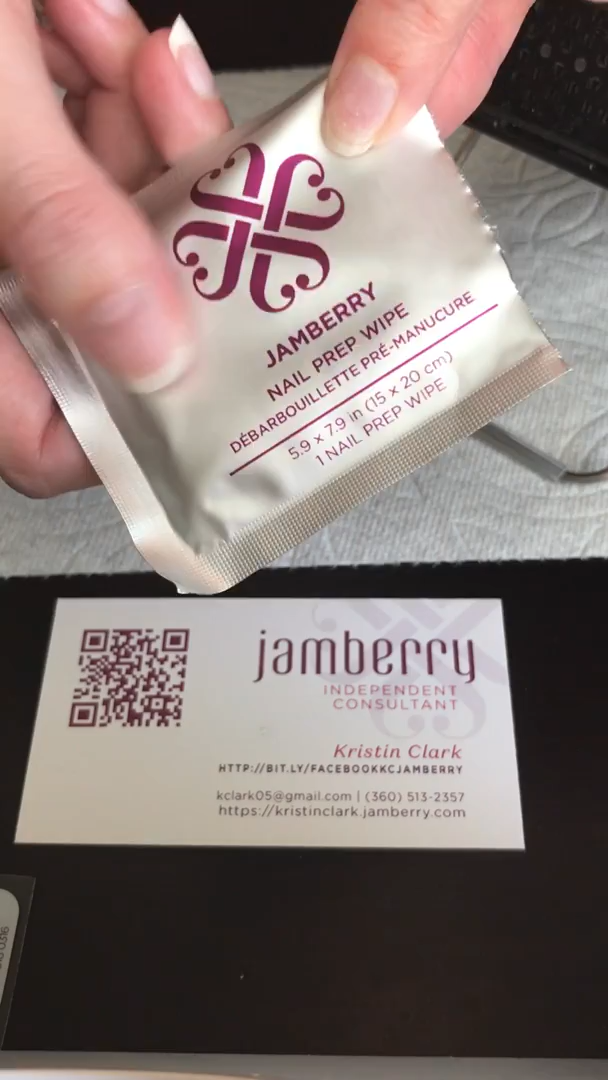 JAMBERRY
NAIL PREP WIPE
DÉBARBOUILLETTE PRÉ-MANUCURE
5.9 x 7.9 in (15 x 20 cm)
1 NAIL PREP WIPE
jamberry
INDEPENDENT
CONSULTANT
Kristin Clark
HTTP://BIT.LY/FACEBOOKKCJAMBERRY
kclark05@gmail.com | (360) 513-2357
https://kristinclark.jamberry.com